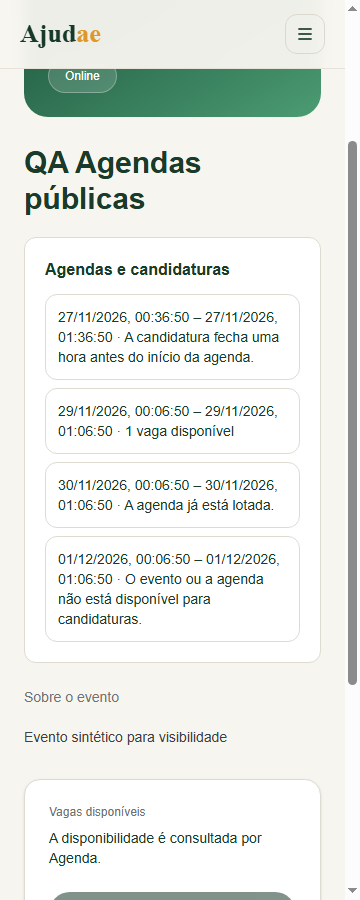 Ajudae
Online
QA Agendas
públicas
Agendas e candidaturas
27/11/2026, 00:36:50 – 27/11/2026,
01:36:50 · A candidatura fecha uma
hora antes do início da agenda.
29/11/2026, 00:06:50 – 29/11/2026,
01:06:50 · 1 vaga disponível
30/11/2026, 00:06:50 – 30/11/2026,
01:06:50 · A agenda já está lotada.
01/12/2026, 00:06:50 – 01/12/2026,
01:06:50 · O evento ou a agenda
não está disponível para
candidaturas.
Sobre o evento
Evento sintético para visibilidade
Vagas disponíveis
A disponibilidade é consultada por
Agenda.